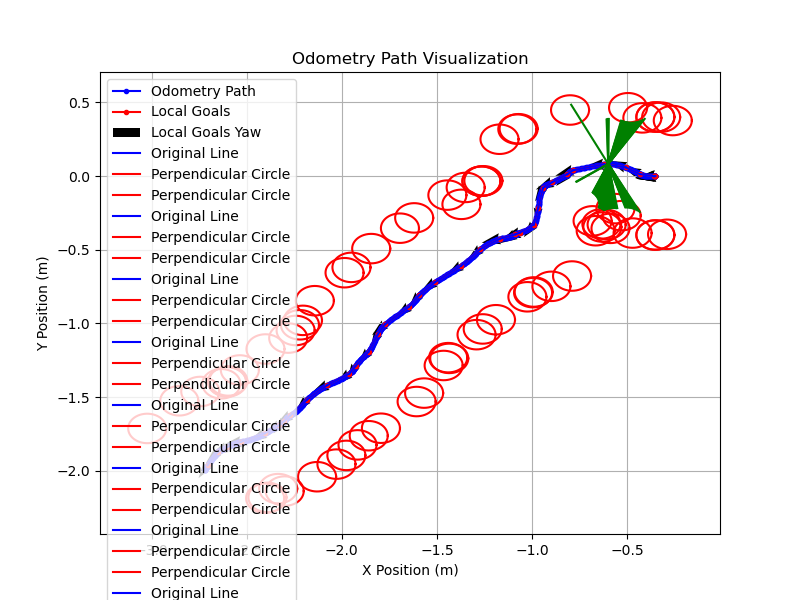 Odometry Path Visualization
Y Position (m)
0.5
0.0
−0.5
−1.0
−1.5
−2.0
Odometry Path
Local Goals
Local Goals Yaw
Original Line
Perpendicular Circle
Perpendicular Circle
Original Line
Perpendicular Circle
Perpendicular Circle
Original Line
Perpendicular Circle
Perpendicular Circle
Original Line
Perpendicular Circle
Perpendicular Circle
Original Line
Perpendicular Circle
Perpendicular Circle
Original Line
Perpendicular Circle
Perpendicular Circle
Original Line
Perpendicular Circle
Perpendicular Circle
Original Line
−2.0
−1.5
−1.0
−0.5
X Position (m)